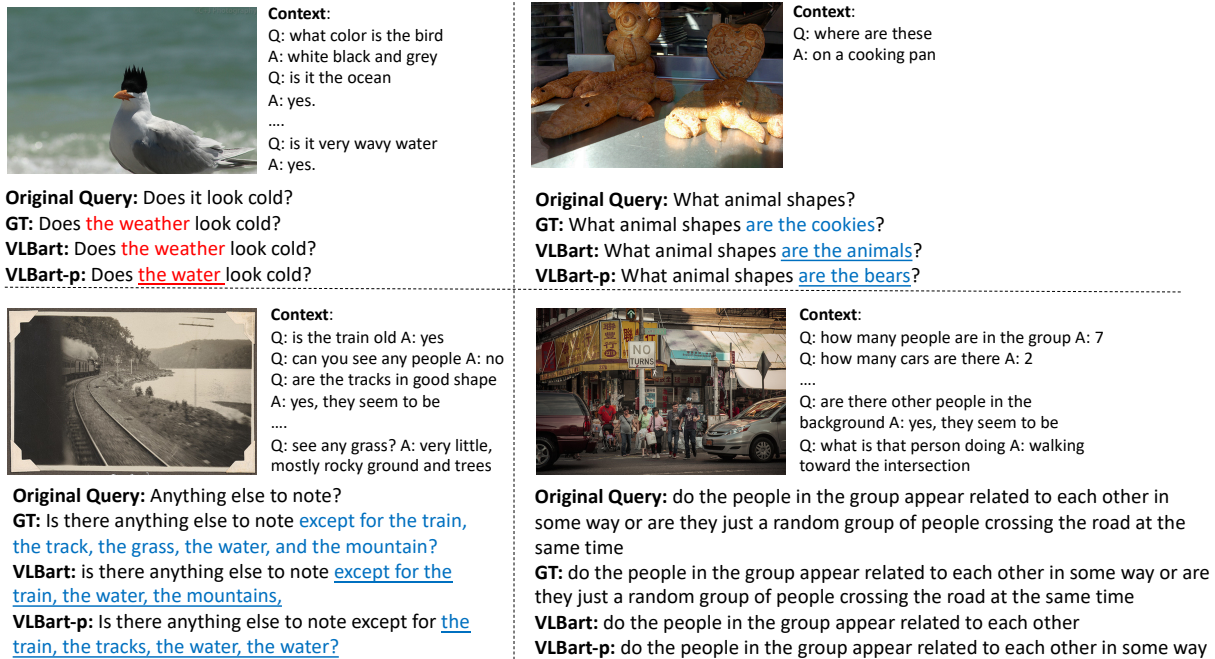 Context:
Q: what color is the bird
A: white black and grey
Q: is it the ocean
A: yes.
....
Q: is it very wavy water
A: yes.
Original Query: Does it look cold?
GT: Does the weather look cold?
VLBart: Does the weather look cold?
VLBart-p: Does the water look cold?
Context:
Q: where are these
A: on a cooking pan
Original Query: What animal shapes?
GT: What animal shapes are the cookies?
VLBart: What animal shapes are the animals?
VLBart-p: What animal shapes are the bears?
Context:
Q: is the train old A: yes
Q: can you see any people A: no
Q: are the tracks in good shape
A: yes, they seem to be
....
Q: see any grass? A: very little,
mostly rocky ground and trees
Original Query: Anything else to note?
GT: Is there anything else to note except for the train,
the track, the grass, the water, and the mountain?
VLBart: is there anything else to note except for the
train, the water, the mountains,
VLBart-p: Is there anything else to note except for the
train, the tracks, the water, the water?
NO
TURNS
Context:
Q: how many people are in the group A: 7
Q: how many cars are there A: 2
....
Q: are there other people in the
background A: yes, they seem to be
Q: what is that person doing A: walking
toward the intersection
Original Query: do the people in the group appear related to each other in
some way or are they just a random group of people crossing the road at the
same time
GT: do the people in the group appear related to each other in some way or are
they just a random group of people crossing the road at the same time
VLBart: do the people in the group appear related to each other
VLBart-p: do the people in the group appear related to each other in some way